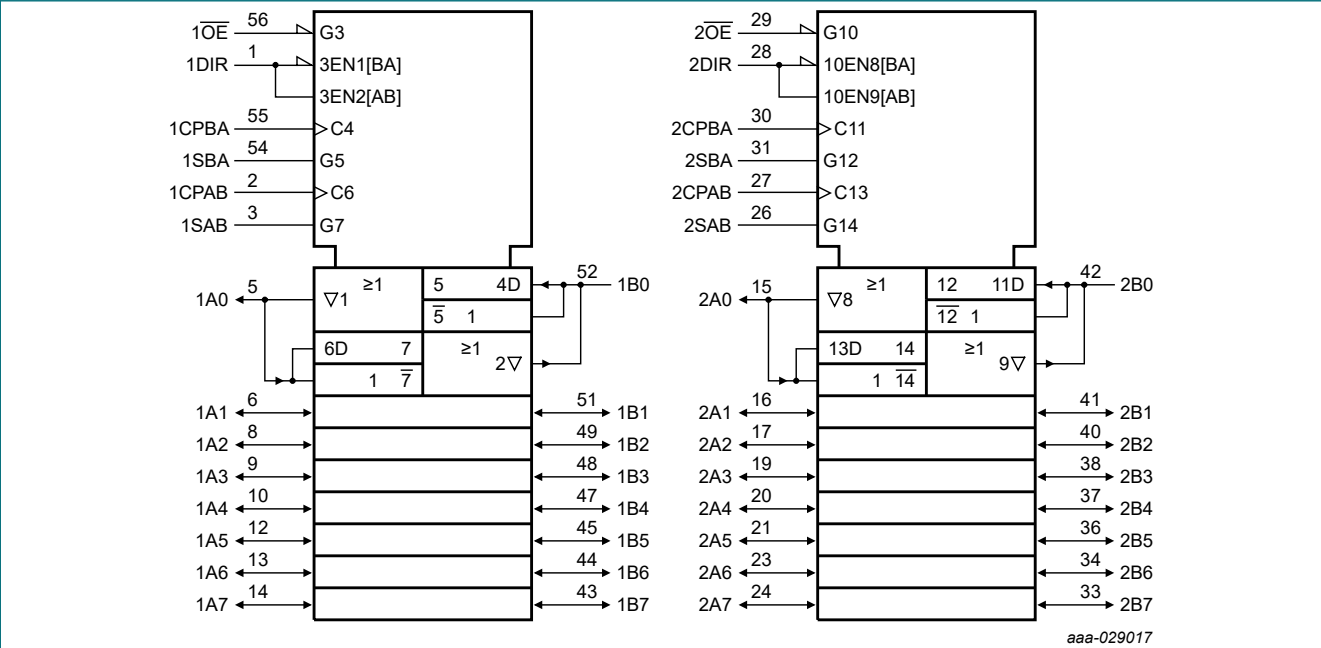 1O̅E̅ 56 G3 2O̅E̅ 29 G10
1DIR 1 3EN1[BA] 2DIR 28 10EN8[BA]
3EN2[AB] 10EN9[AB]
1CPBA 55 C4 2CPBA 30 C11
1SBA 54 G5 2SBA 31 G12
1CPAB 2 C6 2CPAB 27 C13
1SAB 3 G7 2SAB 26 G14
1A0 5 ▽1 ≥1 5 4D 52 1B0 2A0 15 ▽8 ≥1 12 11D 42 2B0
5̅ 1 1̅2̅ 1
6D 7 ≥1 2▽ 13D 14 ≥1 9▽
1 7̅ 1 1̅4̅
1A1 6 51 1B1 2A1 16 41 2B1
1A2 8 49 1B2 2A2 17 40 2B2
1A3 9 48 1B3 2A3 19 38 2B3
1A4 10 47 1B4 2A4 20 37 2B4
1A5 12 45 1B5 2A5 21 36 2B5
1A6 13 44 1B6 2A6 23 34 2B6
1A7 14 43 1B7 2A7 24 33 2B7
aaa-029017